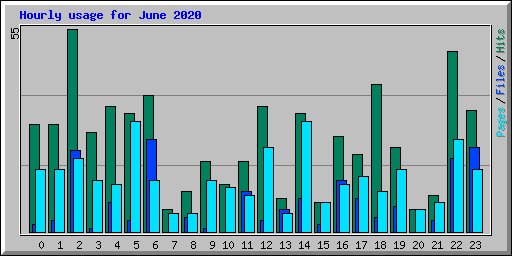 Hourly usage for June 2020
55
Pages / Files / Hits
0 1 2 3 4 5 6 7 8 9 10 11 12 13 14 15 16 17 18 19 20 21 22 23